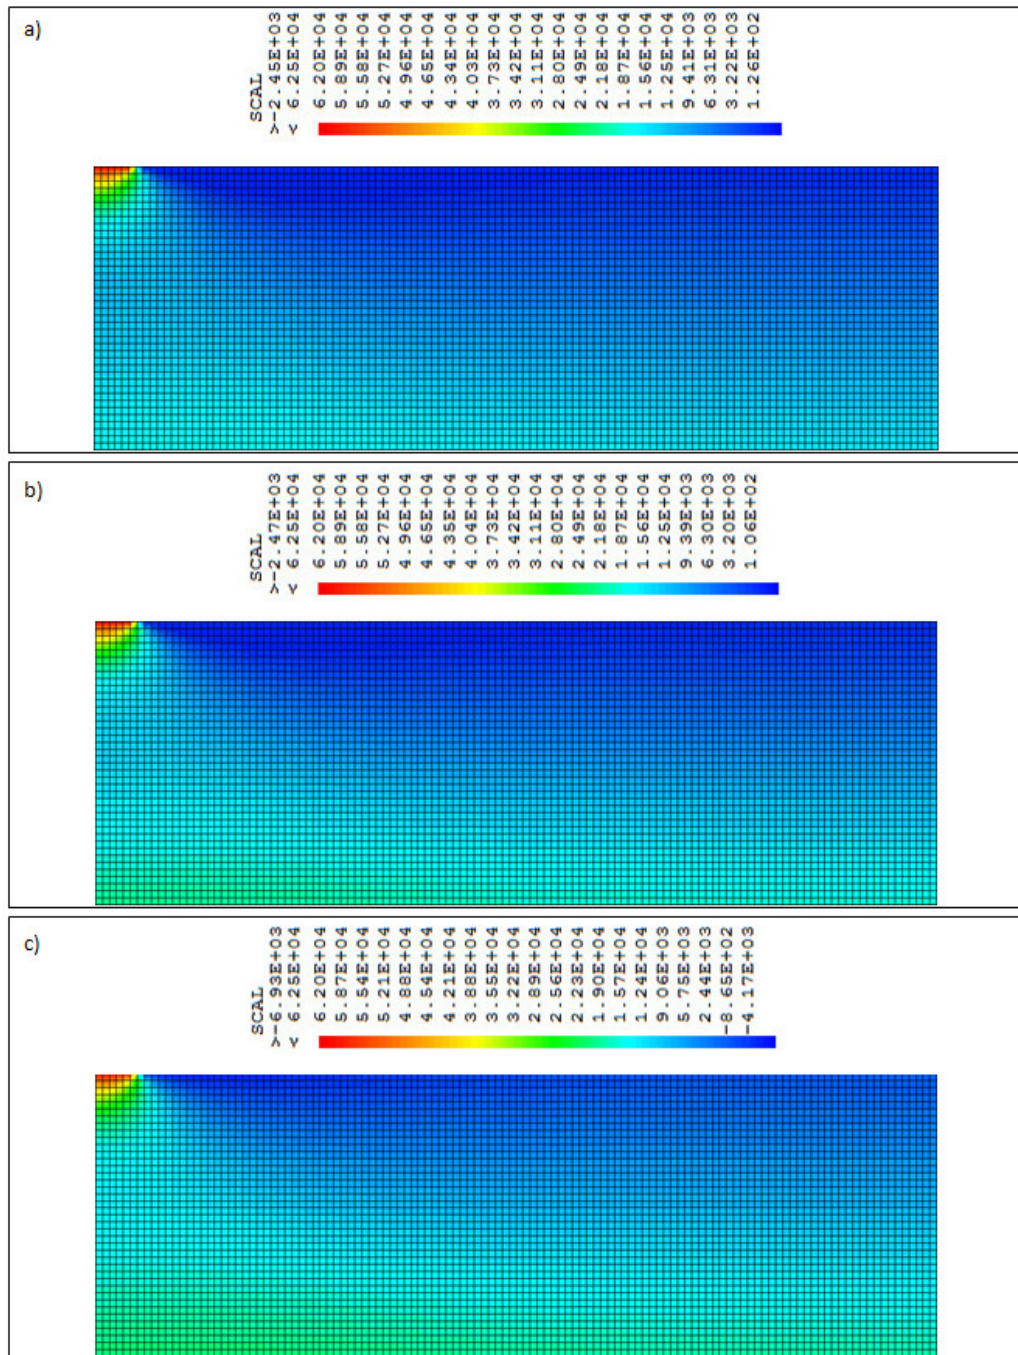 a)
SCAL
>-2.45E+03
< 6.25E+04
6.20E+04
5.89E+04
5.58E+04
5.27E+04
4.96E+04
4.65E+04
4.34E+04
4.03E+04
3.73E+04
3.42E+04
3.11E+04
2.80E+04
2.49E+04
2.18E+04
1.87E+04
1.56E+04
1.25E+04
9.41E+03
6.31E+03
3.22E+03
1.26E+02
b)
SCAL
>-2.47E+03
< 6.25E+04
6.20E+04
5.89E+04
5.58E+04
5.27E+04
4.96E+04
4.65E+04
4.35E+04
4.04E+04
3.73E+04
3.42E+04
3.11E+04
2.80E+04
2.49E+04
2.18E+04
1.87E+04
1.56E+04
1.25E+04
9.39E+03
6.30E+03
3.20E+03
1.06E+02
c)
SCAL
>-6.93E+03
< 6.25E+04
6.20E+04
5.87E+04
5.54E+04
5.21E+04
4.88E+04
4.54E+04
4.21E+04
3.88E+04
3.55E+04
3.22E+04
2.89E+04
2.56E+04
2.23E+04
1.90E+04
1.57E+04
1.24E+04
9.06E+03
5.75E+03
2.44E+03
-8.65E+02
-4.17E+03